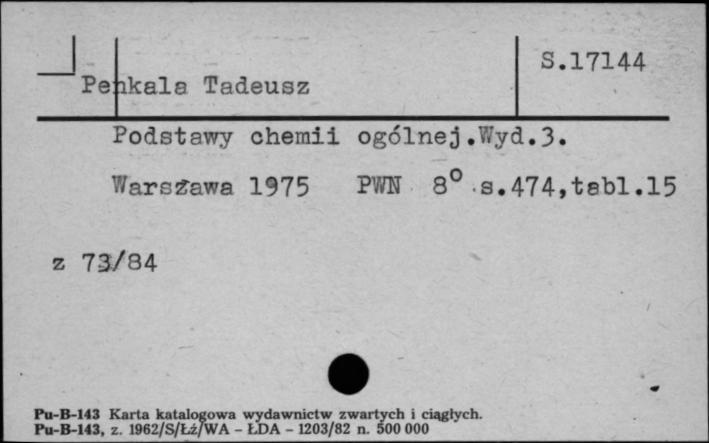 S.17144
Penkala Tadeusz
Podstawy chemii ogólnej.Wyd.3.
Warszawa 1975 PWN 8° s.474,tabl.15
z 73/84
Pu-B-143 Karta katalogowa wydawnictw zwartych i ciągłych.
Pu-B-143, z. 1962/S/Łź/WA – ŁDA – 1203/82 n. 500 000